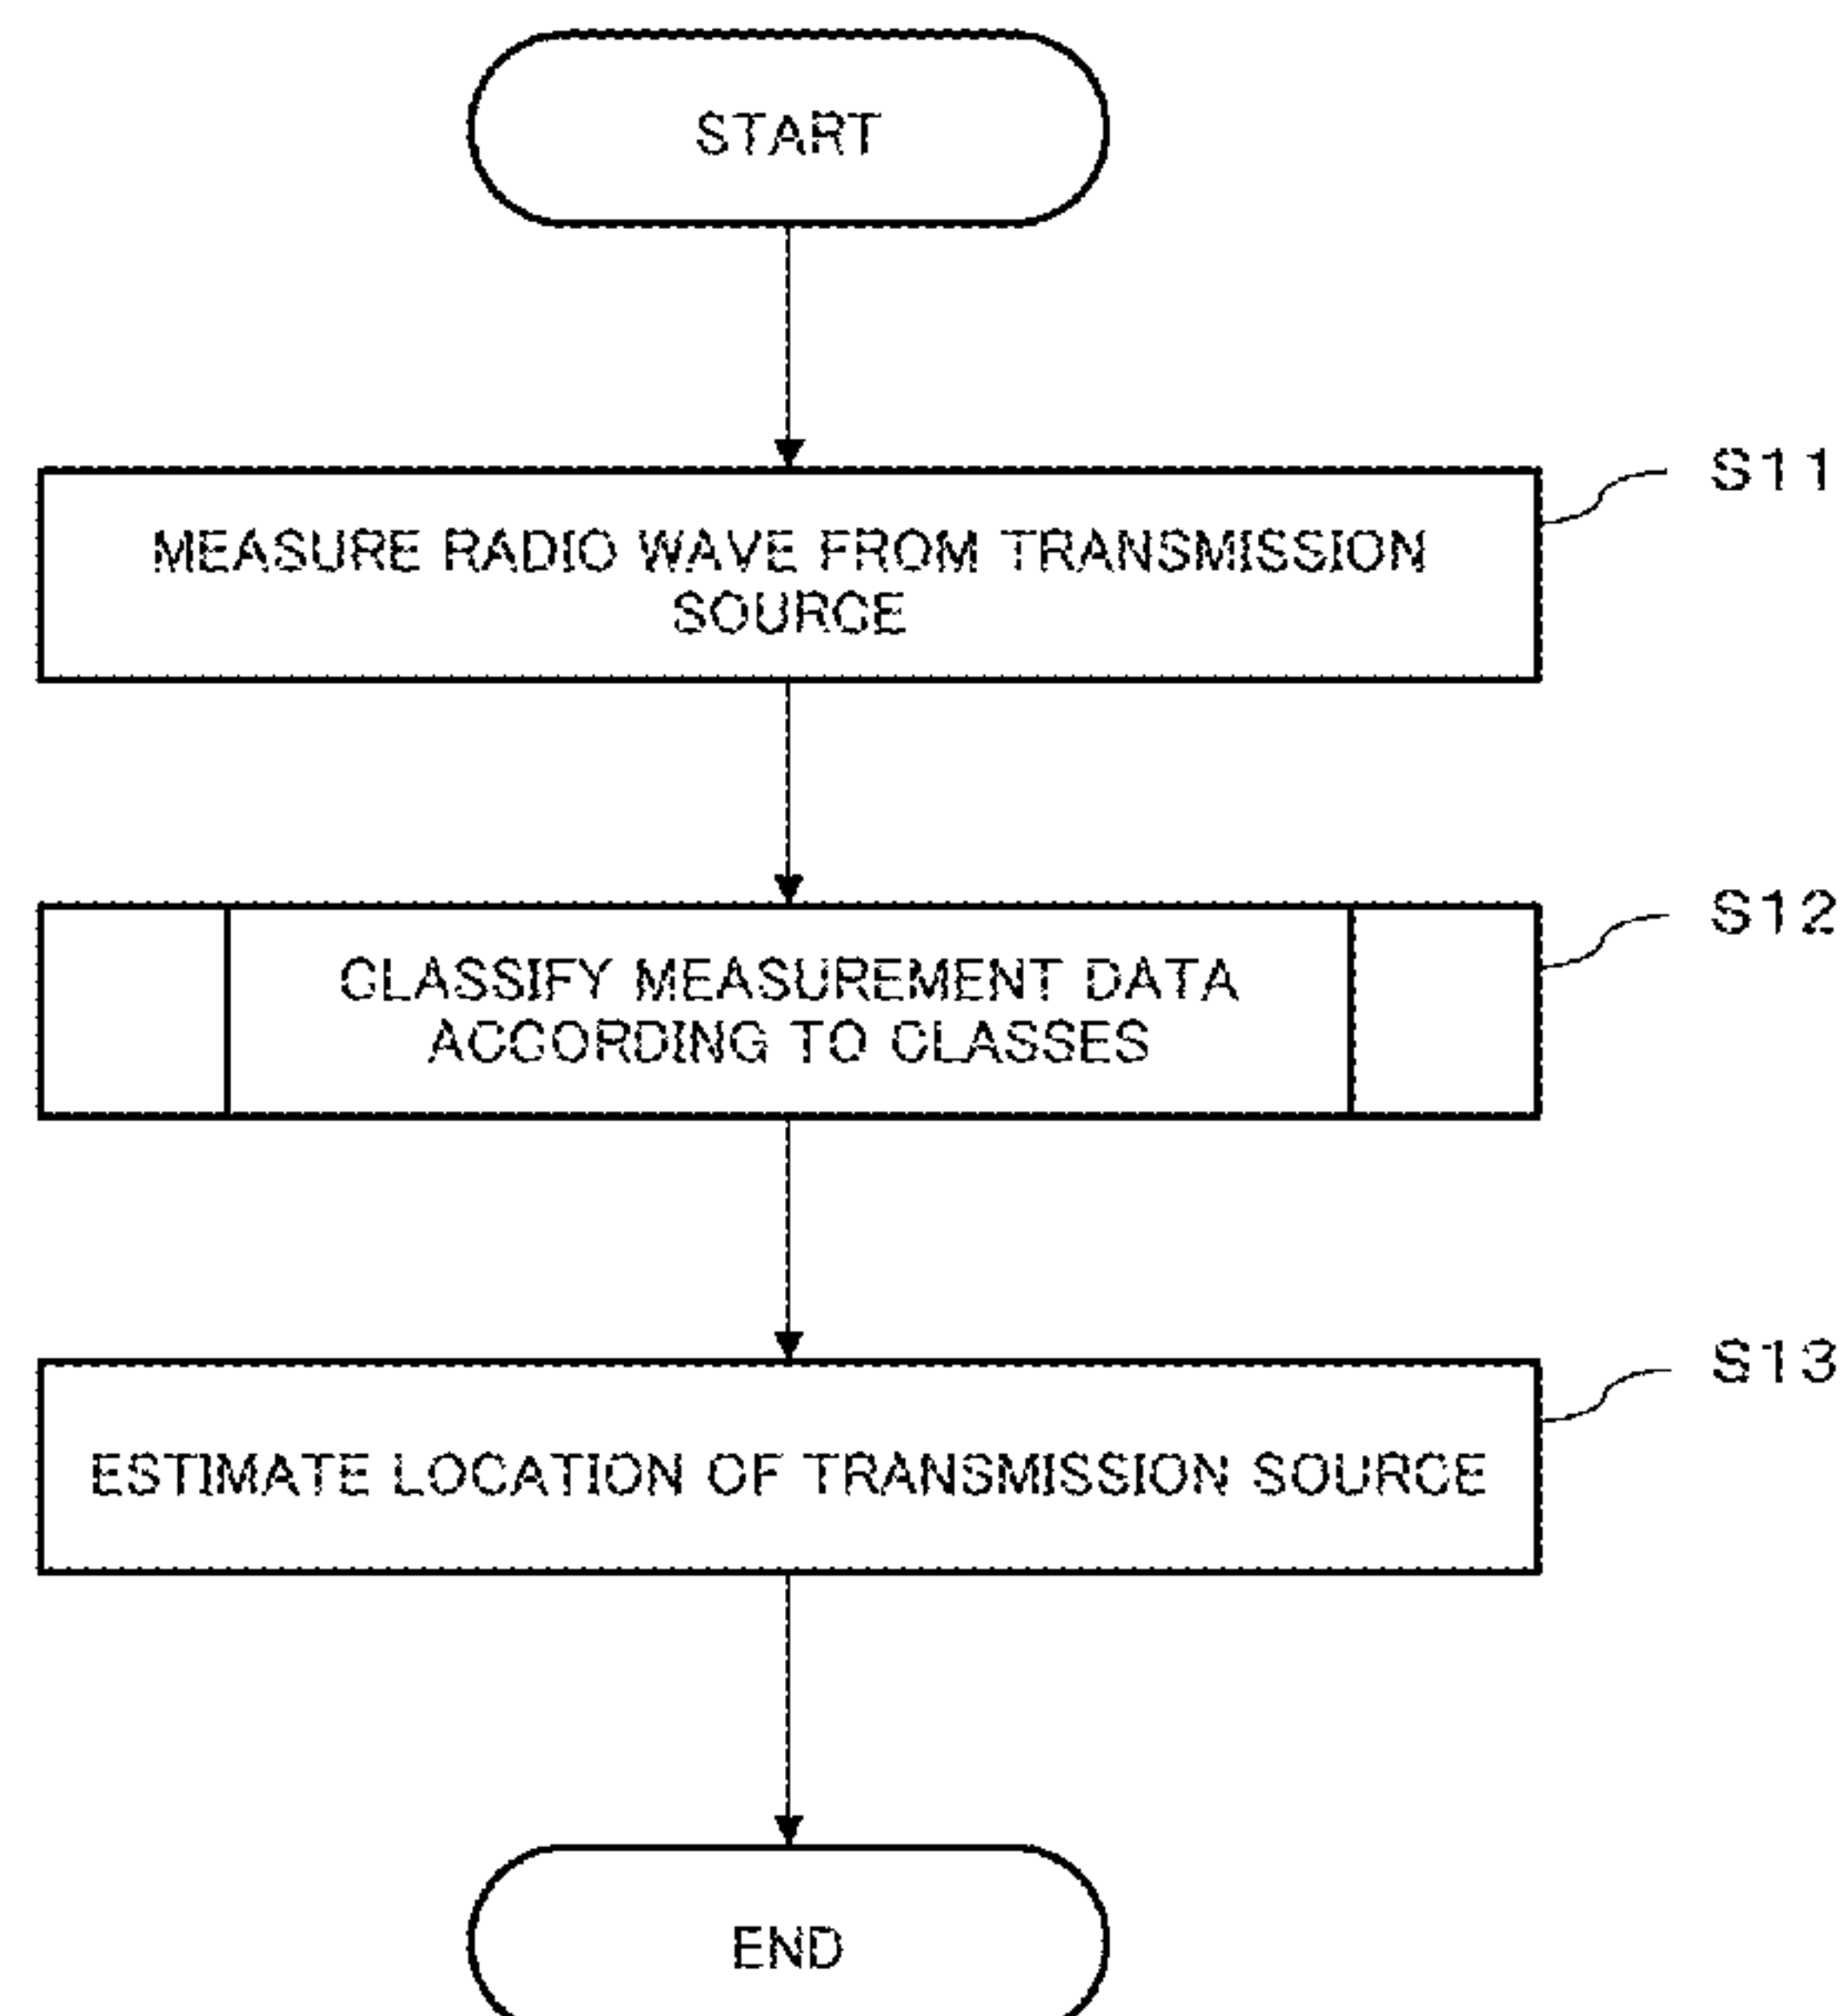 START
S11
MEASURE RADIO WAVE FROM TRANSMISSION
SOURCE
S12
CLASSIFY MEASUREMENT DATA
ACCORDING TO CLASSES
S13
ESTIMATE LOCATION OF TRANSMISSION SOURCE
END